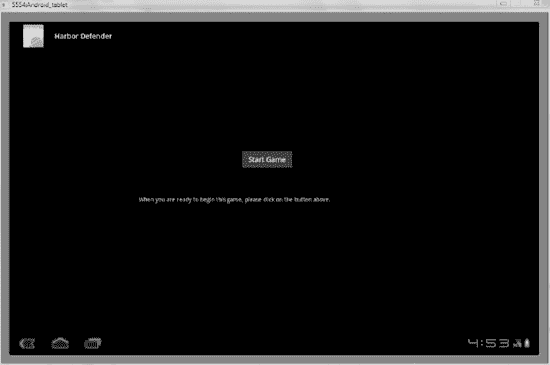 5554:Android_tablet
Harbor Defender
Start Game
When you are ready to begin this game, please click on the button above.
4:53